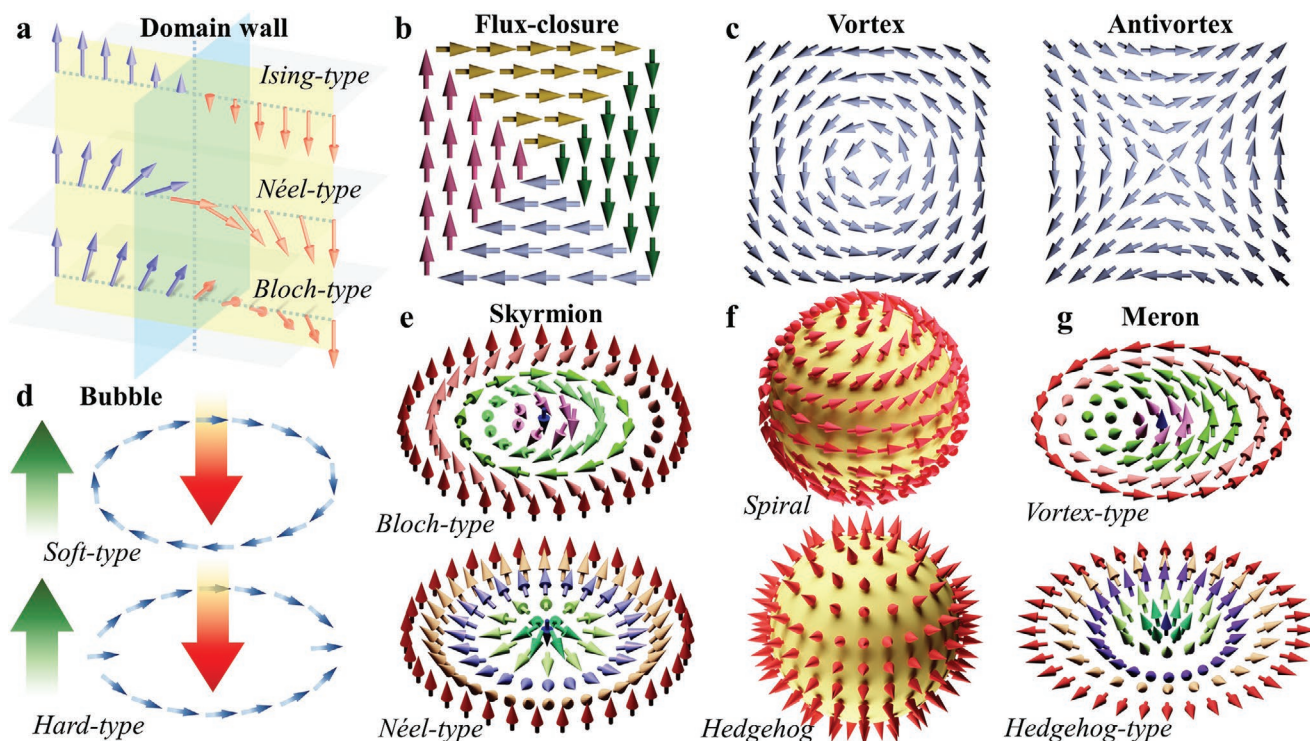 a
Domain wall
Ising-type
Néel-type
Bloch-type
b
Flux-closure
c
Vortex
Antivortex
d
Bubble
Soft-type
Hard-type
e
Skyrmion
Bloch-type
Néel-type
f
Spiral
Hedgehog
g
Meron
Vortex-type
Hedgehog-type